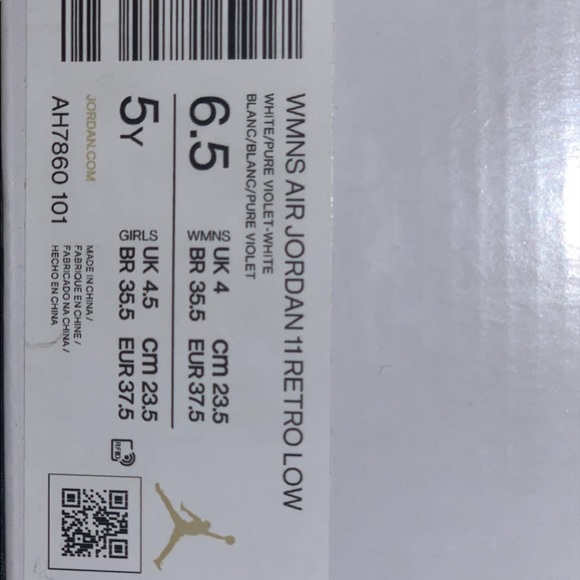 WMNS AIR JORDAN 11 RETRO LOW
WHITE/PURE VIOLET-WHITE
BLANC/BLANC/PURE VIOLET
6.5
WMNS
UK 4 cm 23.5
BR 35.5 EUR 37.5
5Y
GIRLS
UK 4.5 cm 23.5
BR 35.5 EUR 37.5
JORDAN.COM
MADE IN CHINA /
FABRIQUE EN CHINE /
FABRICADO NA CHINA /
HECHO EN CHINA
AH7860 101
RFID